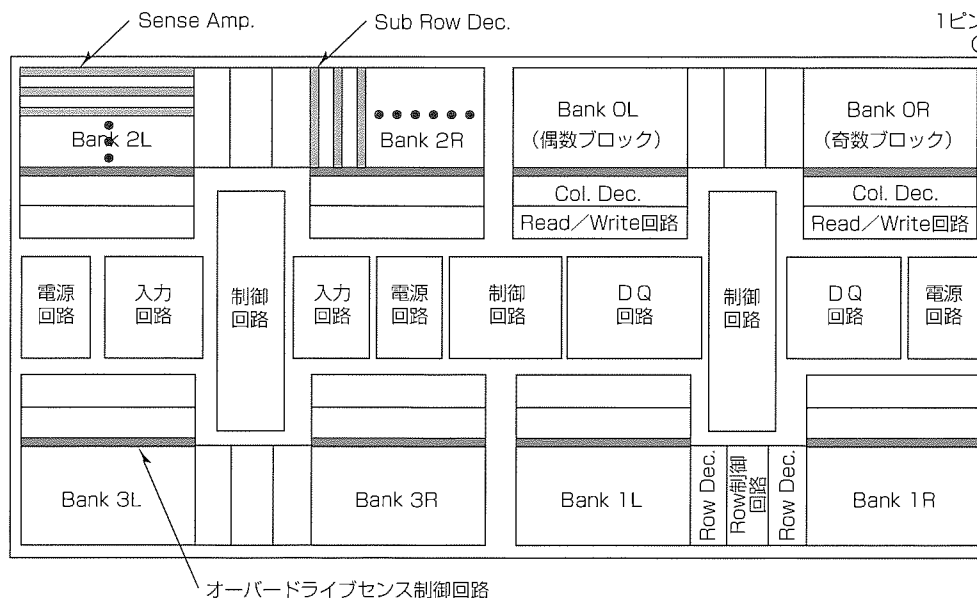 Sense Amp.
Sub Row Dec.
1ピン
Bank 2L
Bank 2R
Bank 0L
(偶数ブロック)
Bank 0R
(奇数ブロック)
Col. Dec.
Read/Write回路
Col. Dec.
Read/Write回路
電源
回路
入力
回路
制御
回路
入力
回路
電源
回路
制御
回路
DQ
回路
制御
回路
DQ
回路
電源
回路
Bank 3L
Bank 3R
Bank 1L
Row Dec.
Row制御
回路
Row Dec.
Bank 1R
オーバードライブセンス制御回路